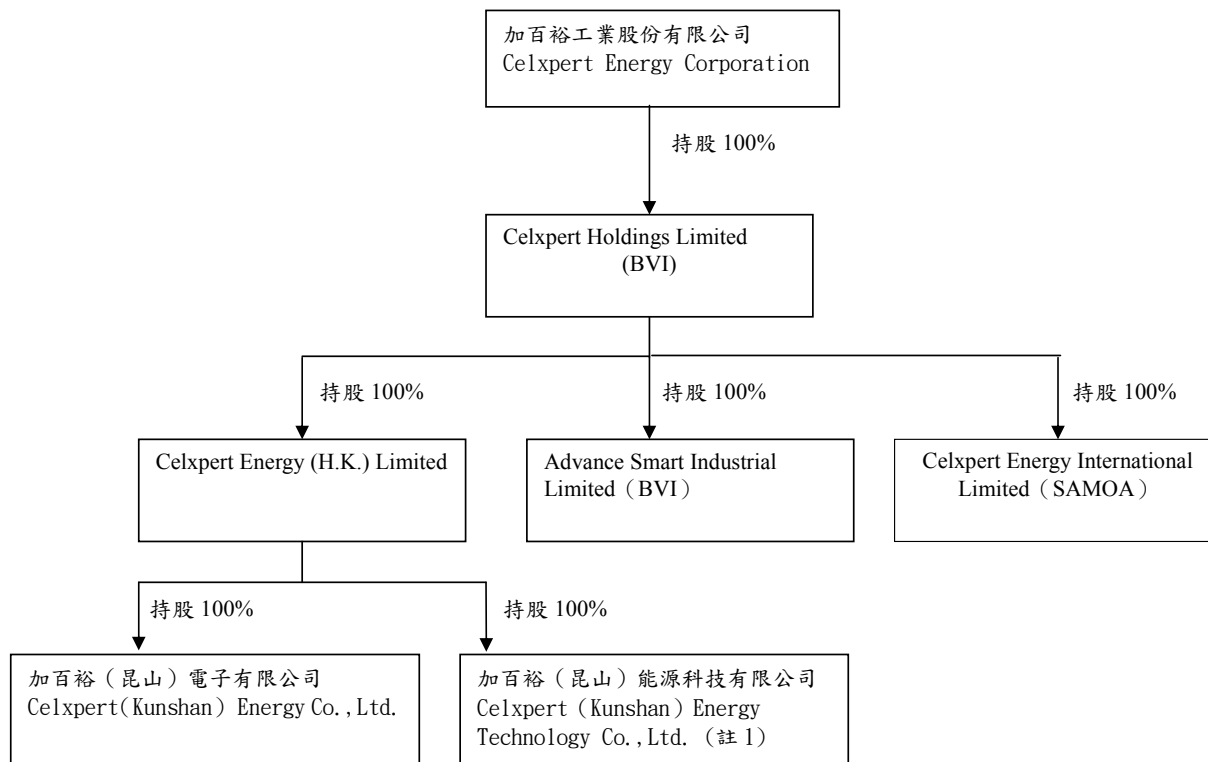 加百裕工業股份有限公司
Celxpert Energy Corporation
持股 100%
Celxpert Holdings Limited
(BVI)
持股 100%
持股 100%
持股 100%
Celxpert Energy (H.K.) Limited
Advance Smart Industrial
Limited（BVI）
Celxpert Energy International
Limited（SAMOA）
持股 100%
持股 100%
加百裕（昆山）電子有限公司
Celxpert(Kunshan）Energy Co.,Ltd.
加百裕（昆山）能源科技有限公司
Celxpert（Kunshan）Energy
Technology Co.,Ltd.（註1）